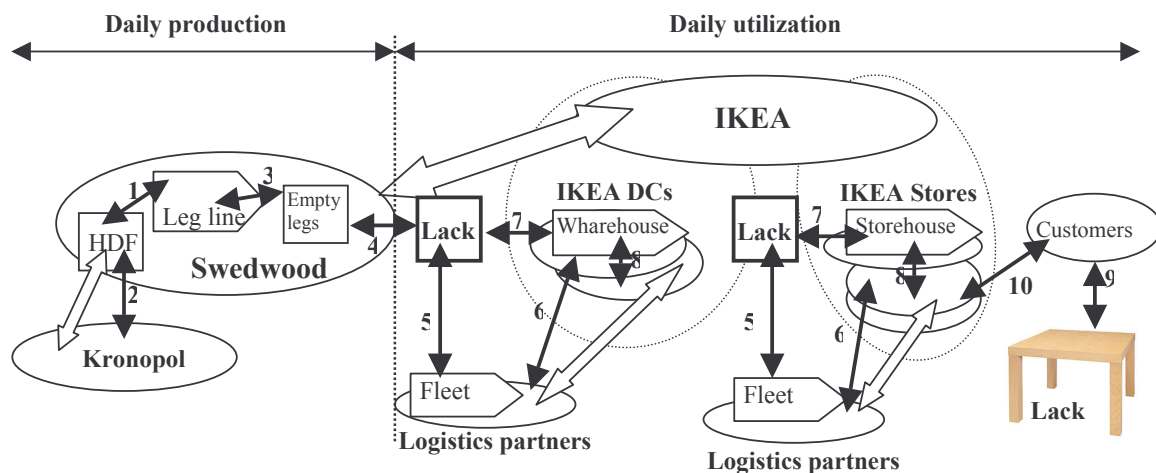 Daily production
Daily utilization
IKEA
1
3
Leg line
Empty
legs
HDF
Swedwood
2
Kronopol
4
Lack
7
IKEA DCs
Wharehouse
8
5
6
Fleet
Logistics partners
Lack
7
IKEA Stores
Storehouse
8
5
6
Fleet
Logistics partners
10
Customers
9
Lack